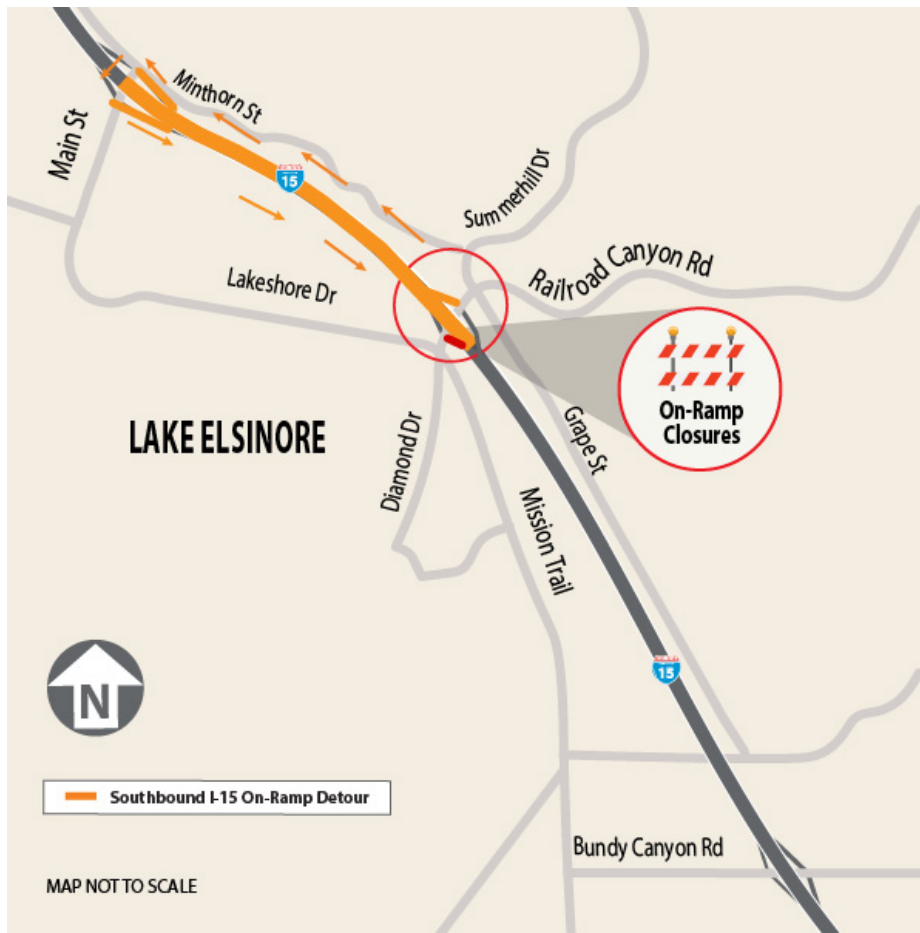 Minthorn St
Main St
15
Summerhill Dr
Railroad Canyon Rd
Lakeshore Dr
On-Ramp
Closures
LAKE ELSINORE
Diamond Dr
Grape St
Mission Trail
N
15
Southbound I-15 On-Ramp Detour
Bundy Canyon Rd
MAP NOT TO SCALE